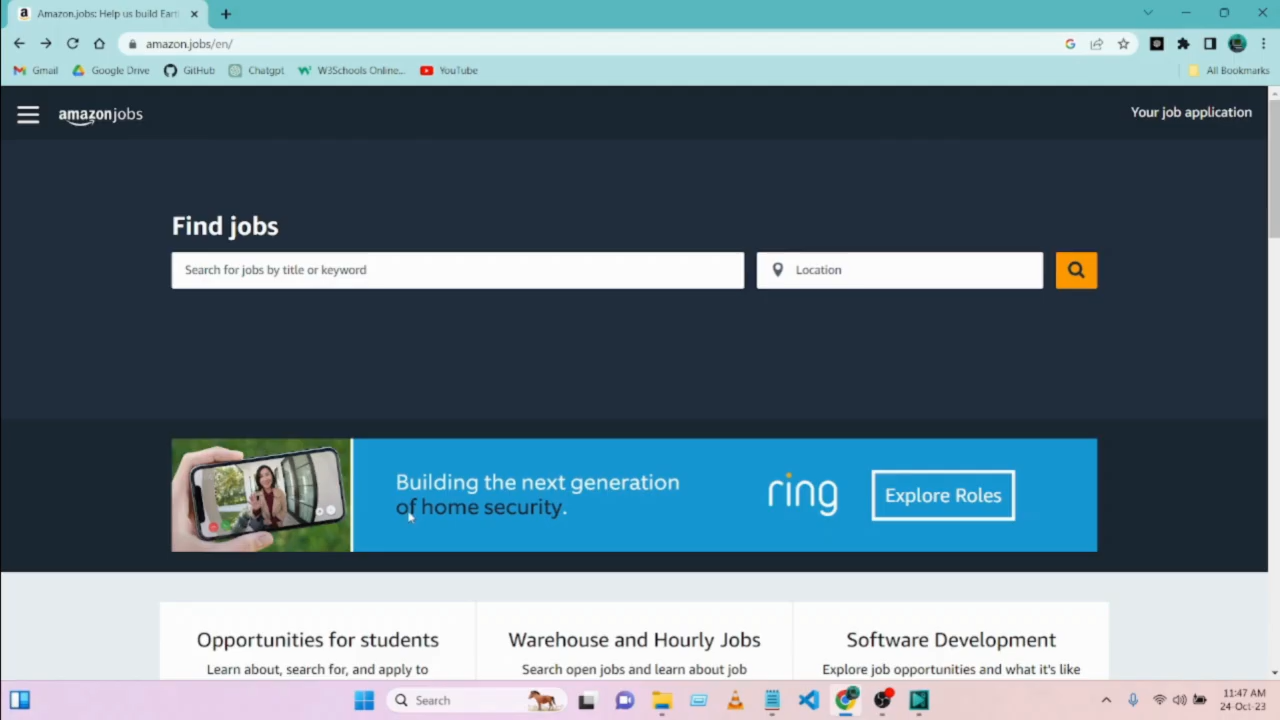 Amazon.jobs: Help us build Eart
amazon.jobs/en/
Gmail Google Drive GitHub Chatgpt W3Schools Online... YouTube All Bookmarks
amazonjobs
Your job application
Find jobs
Search for jobs by title or keyword
Location
Building the next generation
of home security.
ring
Explore Roles
Opportunities for students
Learn about, search for, and apply to
Warehouse and Hourly Jobs
Search open jobs and learn about job
Software Development
Explore job opportunities and what it's like
Search
11:47 AM
24-Oct-23